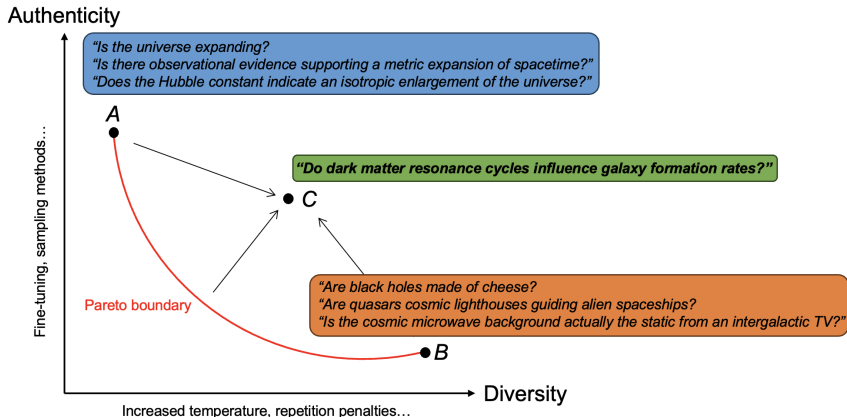 Authenticity
“Is the universe expanding?
“Is there observational evidence supporting a metric expansion of spacetime?”
“Does the Hubble constant indicate an isotropic enlargement of the universe?”
A
“Do dark matter resonance cycles influence galaxy formation rates?”
C
Fine-tuning, sampling methods…
“Are black holes made of cheese?
“Are quasars cosmic lighthouses guiding alien spaceships?
“Is the cosmic microwave background actually the static from an intergalactic TV?”
Pareto boundary
B
Diversity
Increased temperature, repetition penalties…